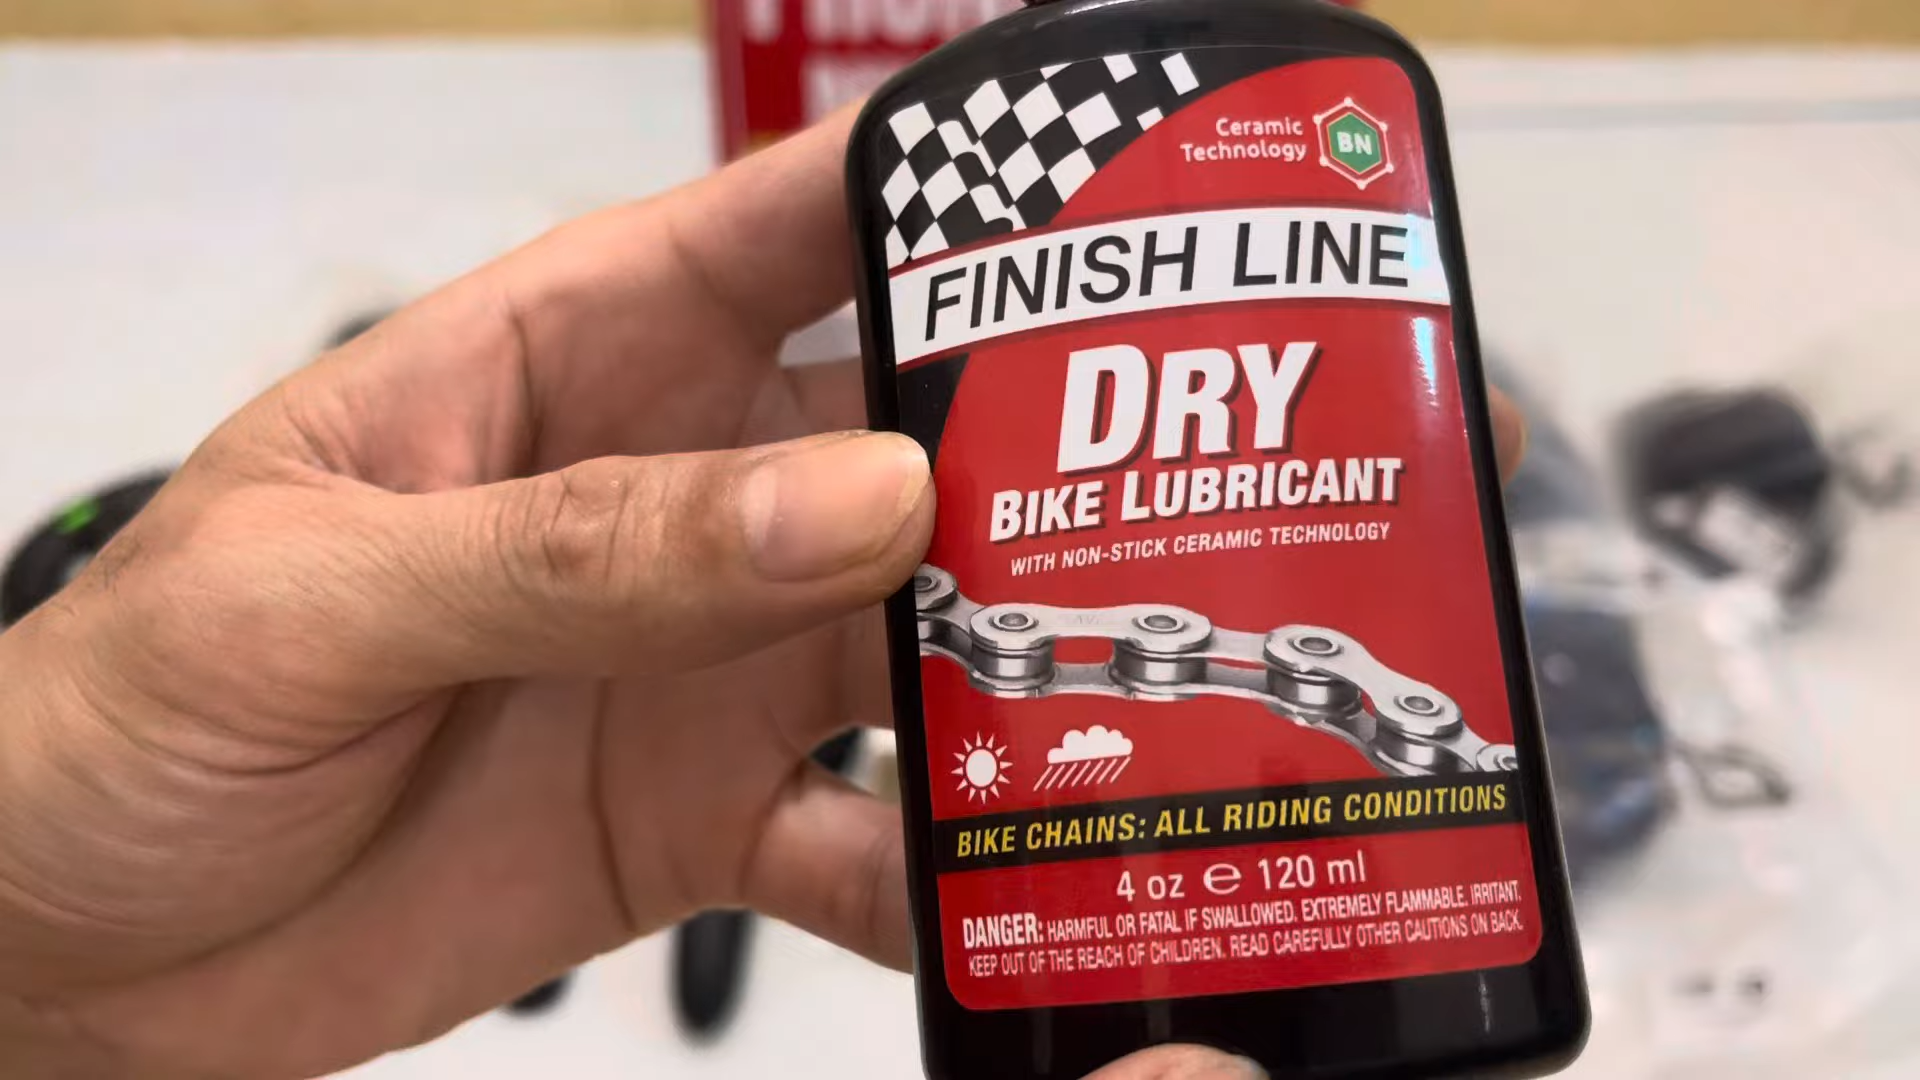 Ceramic
Technology
BN
FINISH LINE
DRY
BIKE LUBRICANT
WITH NON-STICK CERAMIC TECHNOLOGY
BIKE CHAINS: ALL RIDING CONDITIONS
4 oz ℮ 120 ml
DANGER: HARMFUL OR FATAL IF SWALLOWED. EXTREMELY FLAMMABLE. IRRITANT.
KEEP OUT OF THE REACH OF CHILDREN. READ CAREFULLY OTHER CAUTIONS ON BACK.